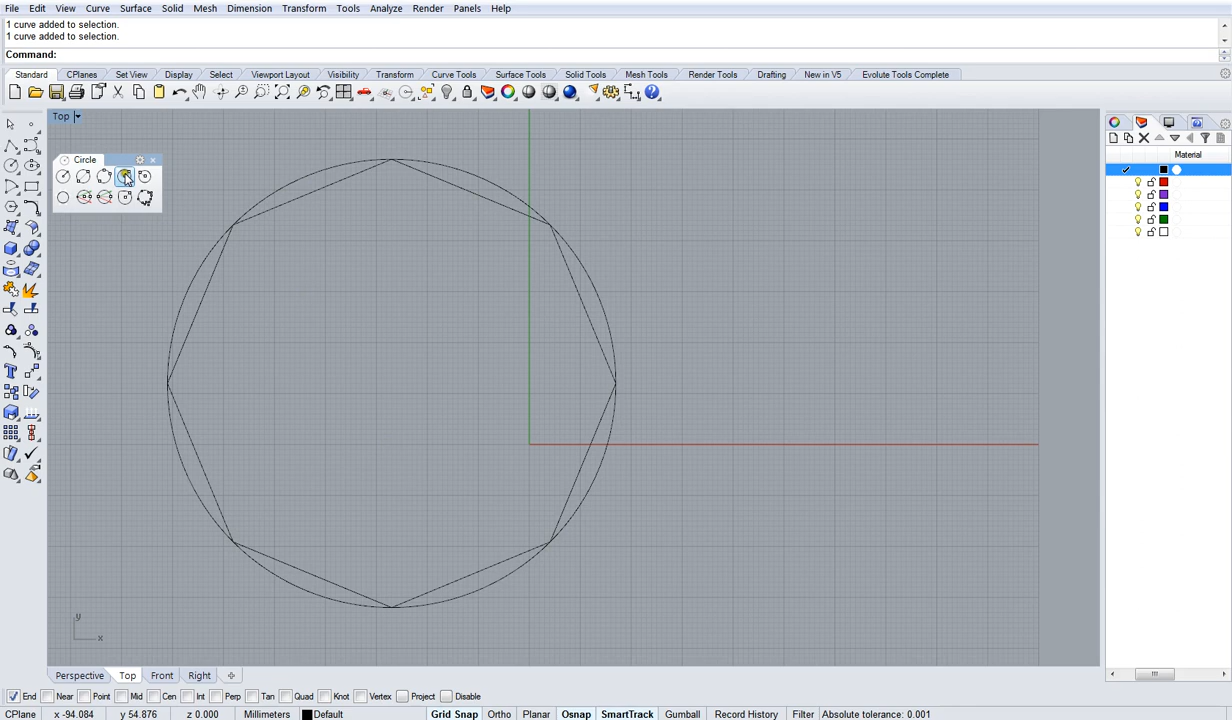 File Edit View Curve Surface Solid Mesh Dimension Transform Tools Analyze Render Panels Help
1 curve added to selection.
1 curve added to selection.
Command:
Standard CPlanes Set View Display Select Viewport Layout Visibility Transform Curve Tools Surface Tools Solid Tools Mesh Tools Render Tools Drafting New in V5 Evolute Tools Complete
Top
Circle
Material
y
x
Perspective Top Front Right
End Near Point Mid Cen Int Perp Tan Quad Knot Vertex Project Disable
CPlane x -94.084 y 54.876 z 0.000 Millimeters Default Grid Snap Ortho Planar Osnap SmartTrack Gumball Record History Filter Absolute tolerance: 0.001